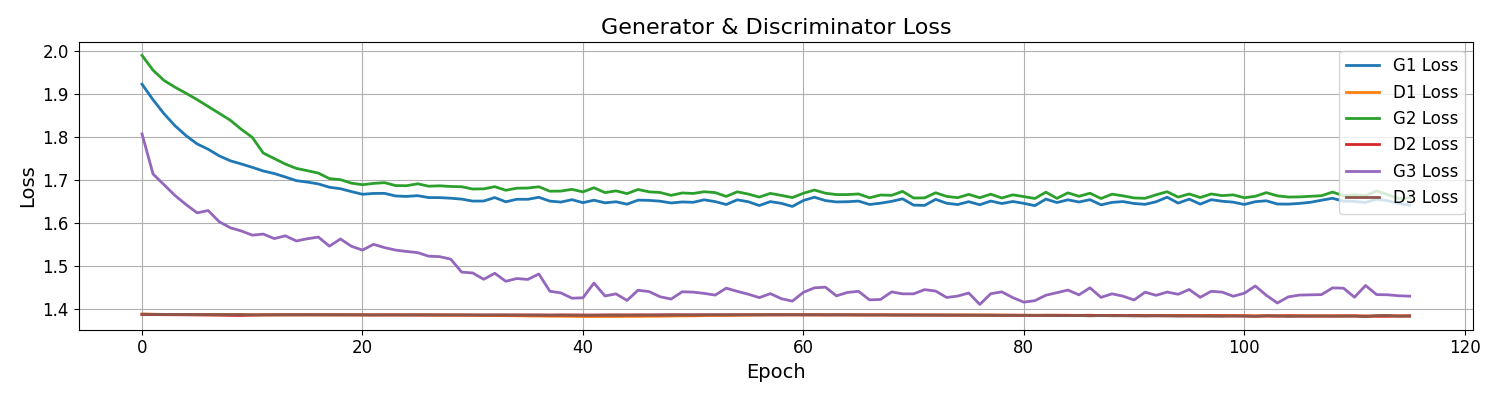 Generator & Discriminator Loss
2.0
1.9
1.8
1.7
1.6
1.5
1.4
Loss
G1 Loss
D1 Loss
G2 Loss
D2 Loss
G3 Loss
D3 Loss
0 20 40 60 80 100 120
Epoch